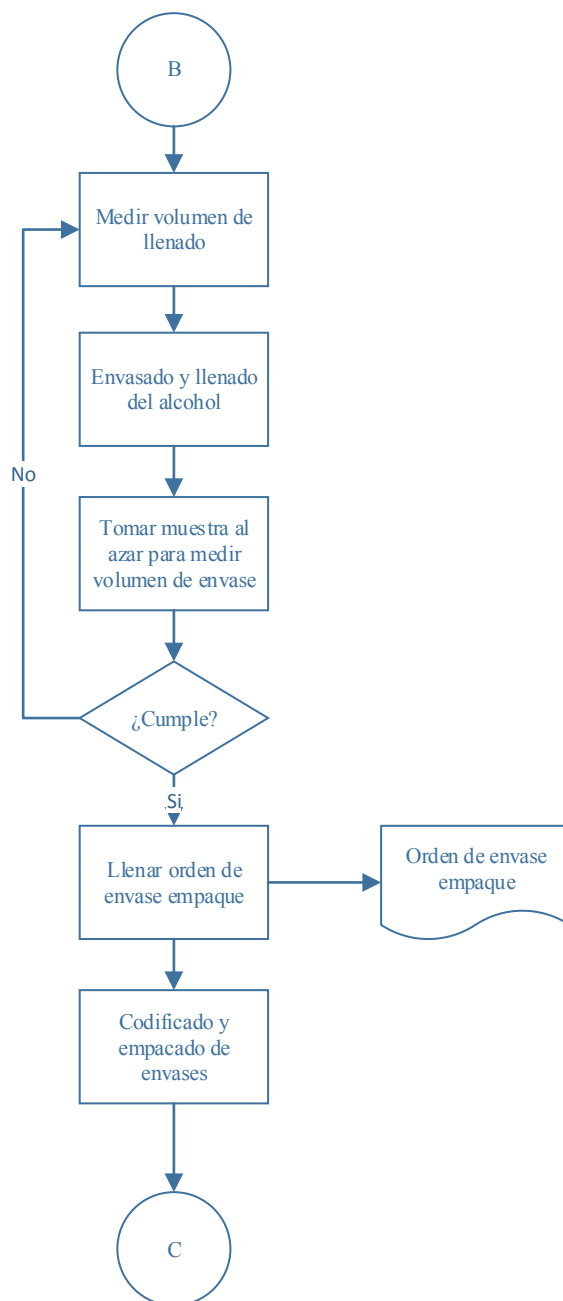 B
Medir volumen de
llenado
Envasado y llenado
del alcohol
No
Tomar muestra al
azar para medir
volumen de envase
¿Cumple?
Si
Llenar orden de
envase empaque
Orden de envase
empaque
Codificado y
empacado de
envases
C